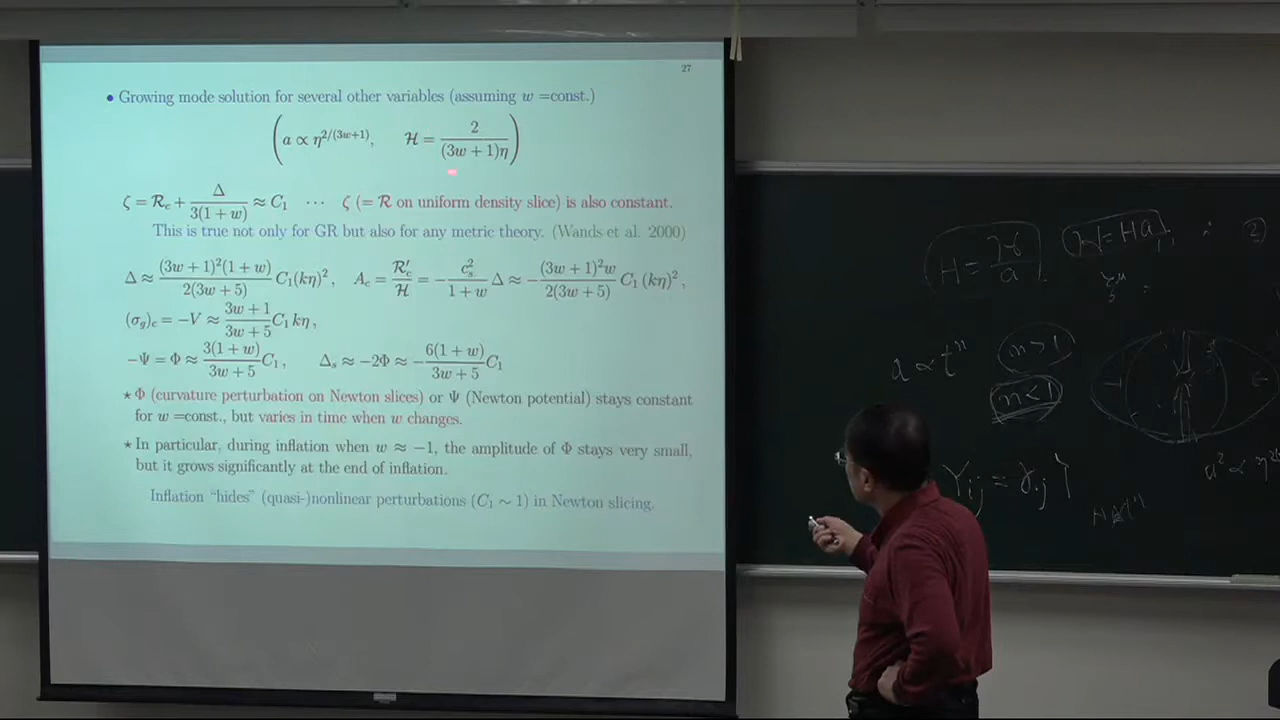 27
• Growing mode solution for several other variables (assuming w =const.)
( a ∝ η^{2/(3w+1)}, ℋ = 2/((3w+1)η) )
ζ = ℛ_c + Δ/(3(1+w)) ≈ C_1 ⋯ ζ (= ℛ on uniform density slice) is also constant.
This is true not only for GR but also for any metric theory. (Wands et al. 2000)
Δ ≈ (3w+1)^2(1+w)/(2(3w+5)) C_1(kη)^2, A_c = ℛ′_c/ℋ = −c_s^2/(1+w) Δ ≈ −(3w+1)^2 w/(2(3w+5)) C_1 (kη)^2,
(σ_g)_c = −V ≈ (3w+1)/(3w+5) C_1 kη,
−Ψ = Φ ≈ 3(1+w)/(3w+5) C_1, Δ_s ≈ −2Φ ≈ −6(1+w)/(3w+5) C_1
⋆ Φ (curvature perturbation on Newton slices) or Ψ (Newton potential) stays constant
for w =const., but varies in time when w changes.
⋆ In particular, during inflation when w ≈ −1, the amplitude of Φ stays very small,
but it grows significantly at the end of inflation.
Inflation “hides” (quasi-)nonlinear perturbations (C_1 ∼ 1) in Newton slicing.
H = ℋ/a
ℋ = Ha
a ∝ t^n
n > 1
n < 1